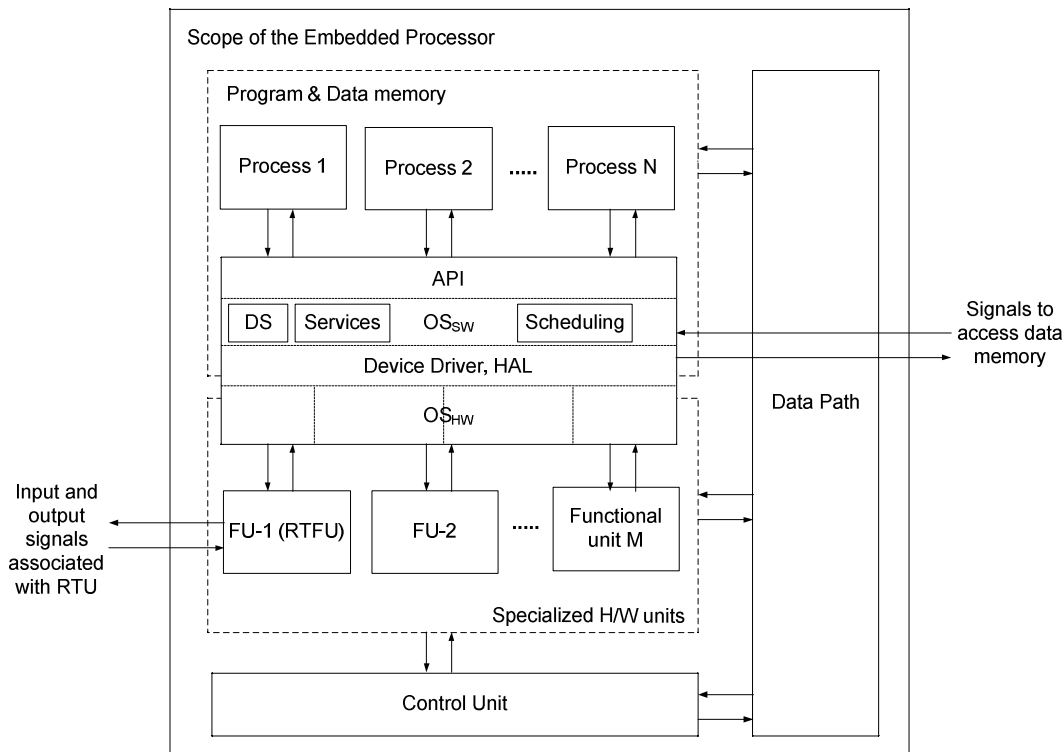 Scope of the Embedded Processor
Program & Data memory
Process 1
Process 2
.....
Process N
API
DS
Services
OSSW
Scheduling
Device Driver, HAL
OSHW
Signals to
access data
memory
Data Path
Input and
output
signals
associated
with RTU
FU-1 (RTFU)
FU-2
.....
Functional
unit M
Specialized H/W units
Control Unit